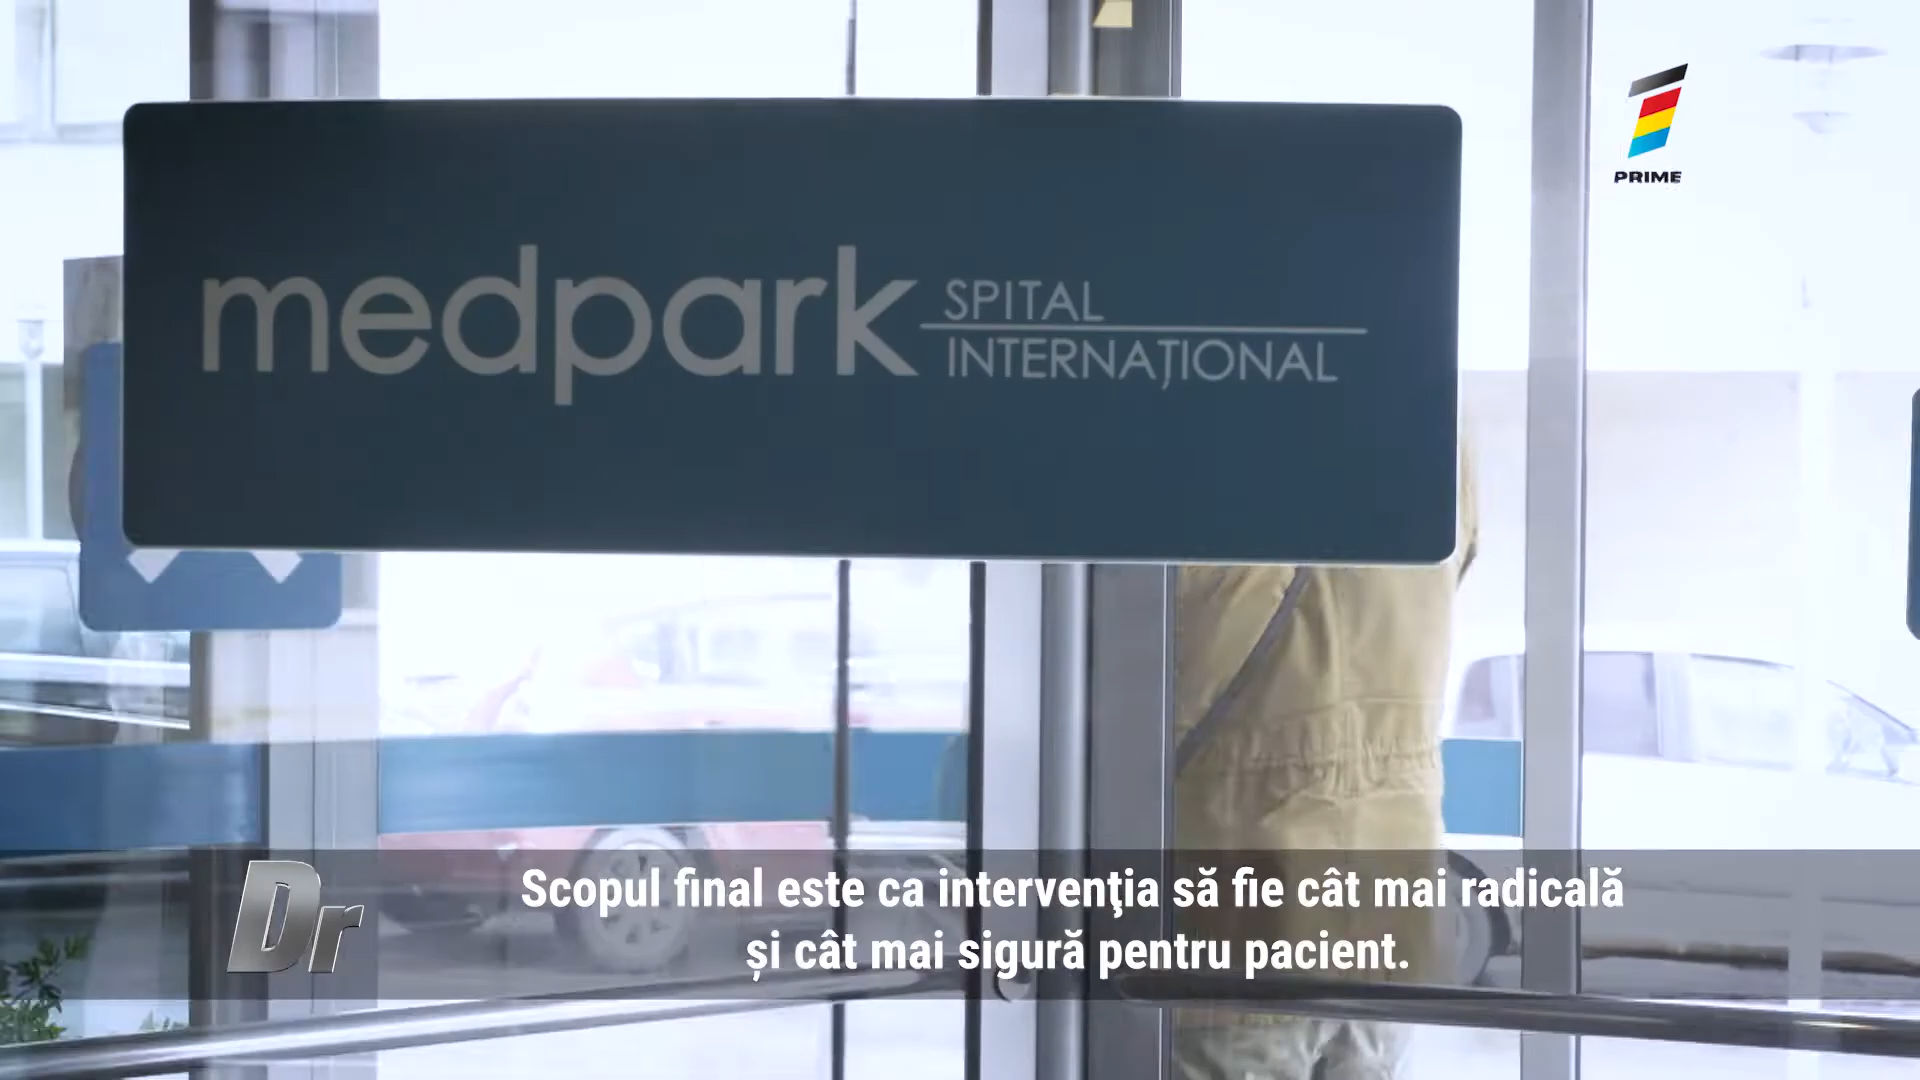 PRIME
medpark
SPITAL
INTERNAȚIONAL
Dr
Scopul final este ca intervenţia să fie cât mai radicală
și cât mai sigură pentru pacient.